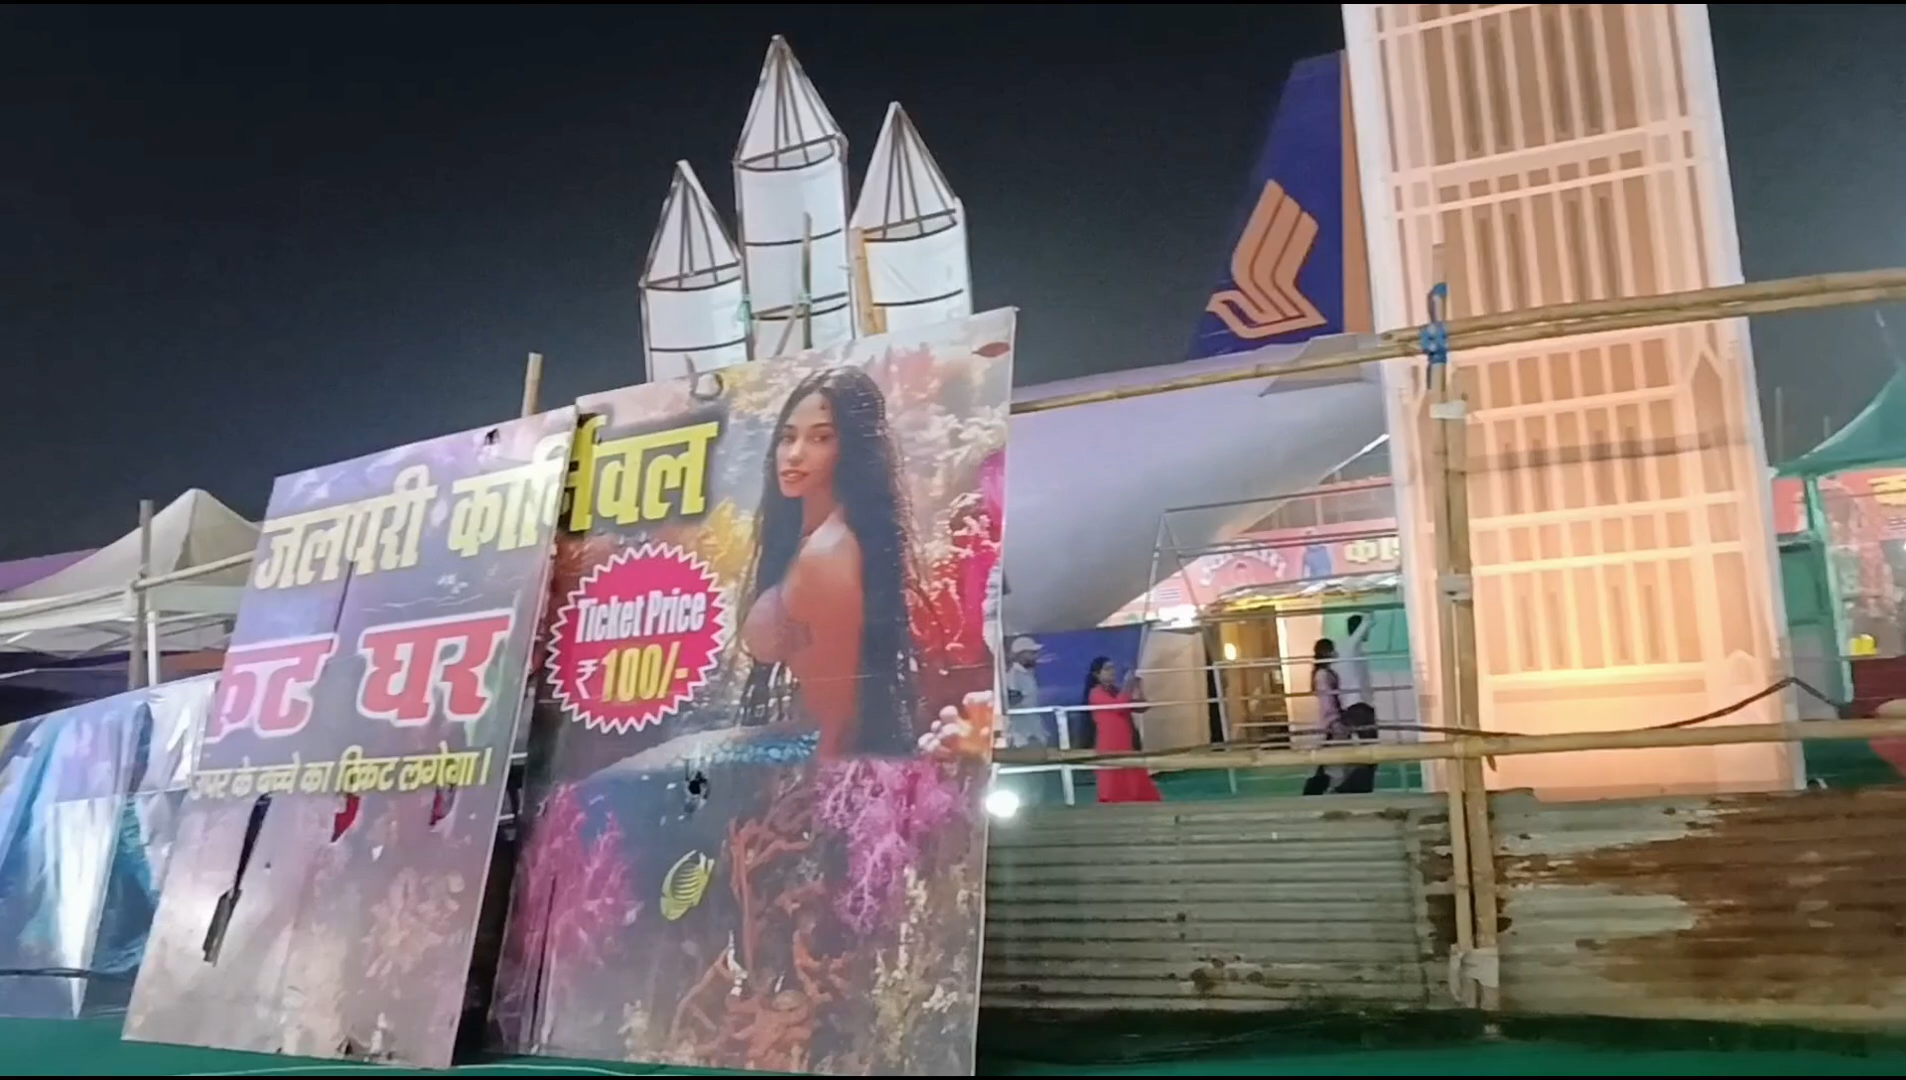 जलपरी कार्निवल
टिकट घर
Ticket Price
₹100/-
उपर के बच्चे का टिकट लगेगा।